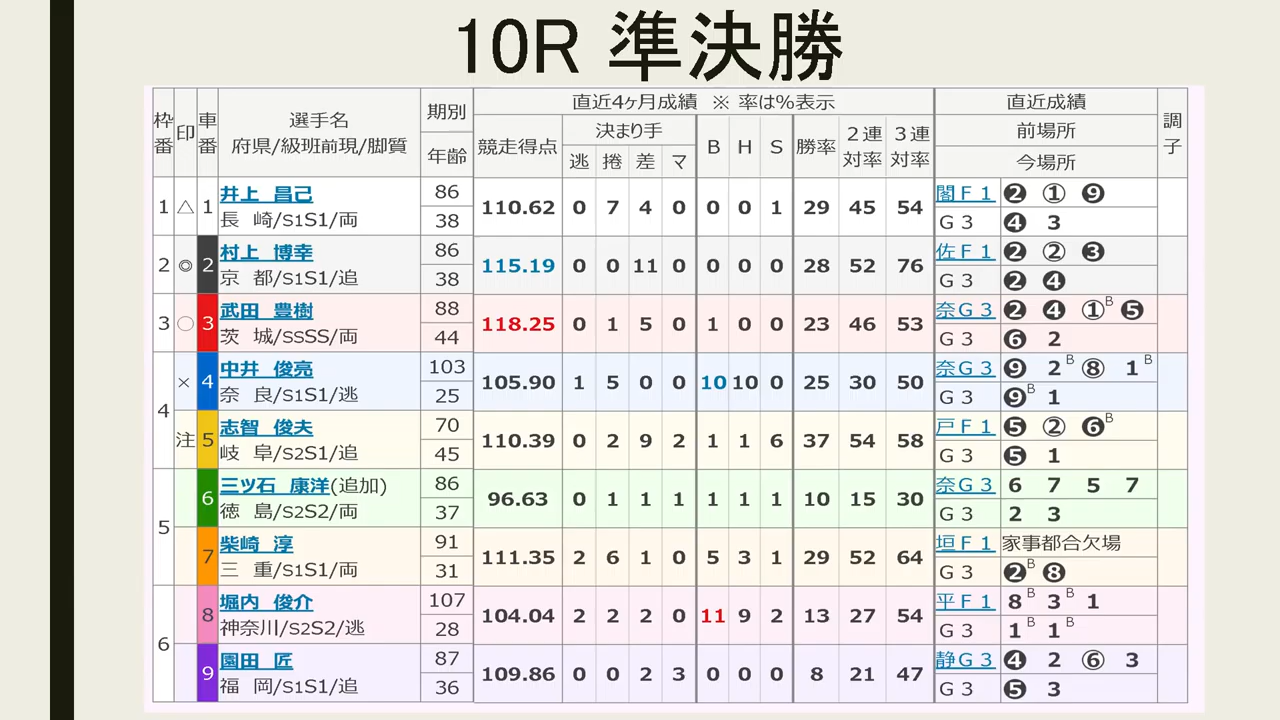 10R 準決勝
枠番 印 車番 選手名 府県/級班前現/脚質 期別 年齢 直近4ヶ月成績 ※ 率は%表示 直近成績 調子
競走得点 決まり手 B H S 勝率 2連対率 3連対率 前場所
逃 捲 差 マ 今場所
1 △ 1 井上 昌己 86 110.62 0 7 4 0 0 0 1 29 45 54 闇F1 ❷ ① ❾
長 崎/S1S1/両 38 G3 ❹ 3
2 ◎ 2 村上 博幸 86 115.19 0 0 11 0 0 0 0 28 52 76 佐F1 ❷ ② ❸
京 都/S1S1/追 38 G3 ❷ ❹
3 ○ 3 武田 豊樹 88 118.25 0 1 5 0 1 0 0 23 46 53 奈G3 ❷ ❹ ①B ❺
茨 城/SSSS/両 44 G3 ❻ 2
4 × 4 中井 俊亮 103 105.90 1 5 0 0 10 10 0 25 30 50 奈G3 ❾ 2B ⑧ 1B
奈 良/S1S1/逃 25 G3 ❾B 1
注 5 志智 俊夫 70 110.39 0 2 9 2 1 1 6 37 54 58 戸F1 ❺ ② ❻B
岐 阜/S2S1/追 45 G3 ❺ 1
5 6 三ツ石 康洋(追加) 86 96.63 0 1 1 1 1 1 1 10 15 30 奈G3 6 7 5 7
徳 島/S2S2/両 37 G3 2 3
7 柴崎 淳 91 111.35 2 6 1 0 5 3 1 29 52 64 垣F1 家事都合欠場
三 重/S1S1/両 31 G3 ❷B ❽
6 8 堀内 俊介 107 104.04 2 2 2 0 11 9 2 13 27 54 平F1 8B 3B 1
神奈川/S2S2/逃 28 G3 1B 1B
9 園田 匠 87 109.86 0 0 2 3 0 0 0 8 21 47 静G3 ❹ 2 ⑥ 3
福 岡/S1S1/追 36 G3 ❺ 3